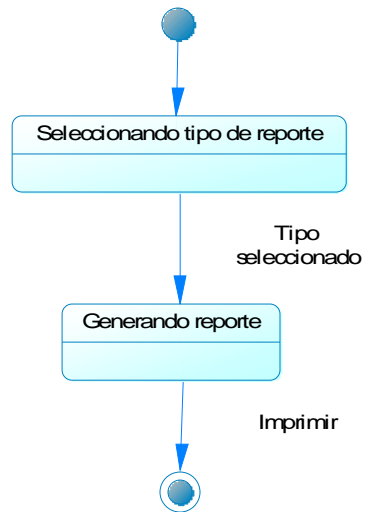 Seleccionando tipo de reporte
Tipo
seleccionado
Generando reporte
Imprimir